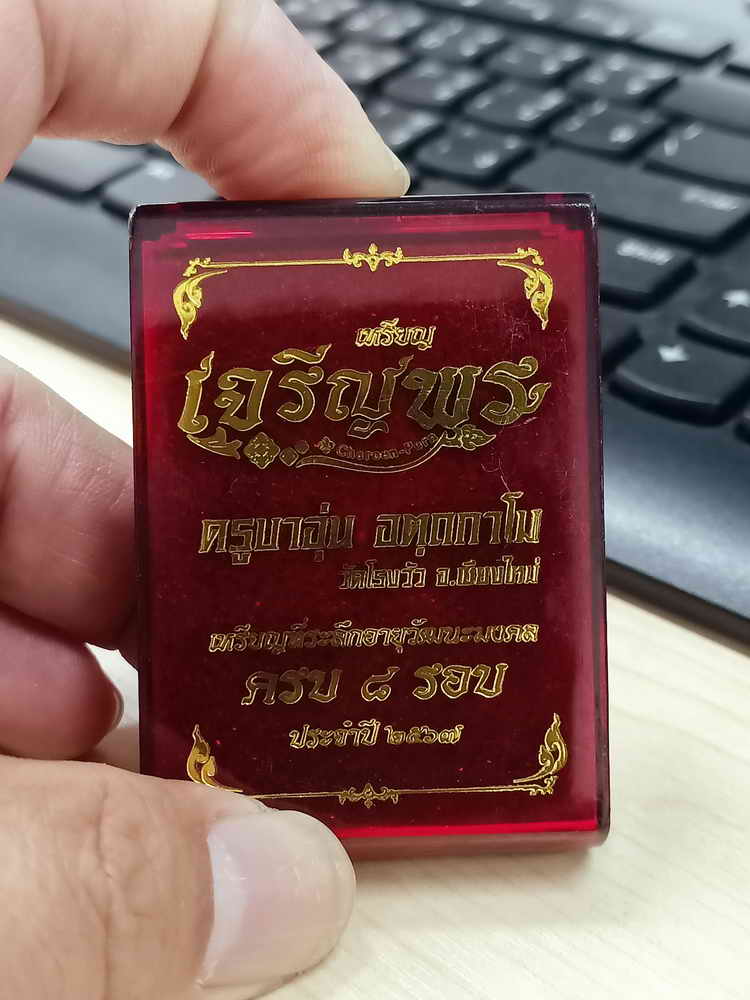 เหรียญ
เจริญพร
Charoen-Porn
ครูบาอุ่น อตฺถกาโม
วัดโรงวัว จ.เชียงใหม่
เหรียญที่ระลึกอายุวัฒนะมงคล
ครบ ๘ รอบ
ประจำปี ๒๕๖๗